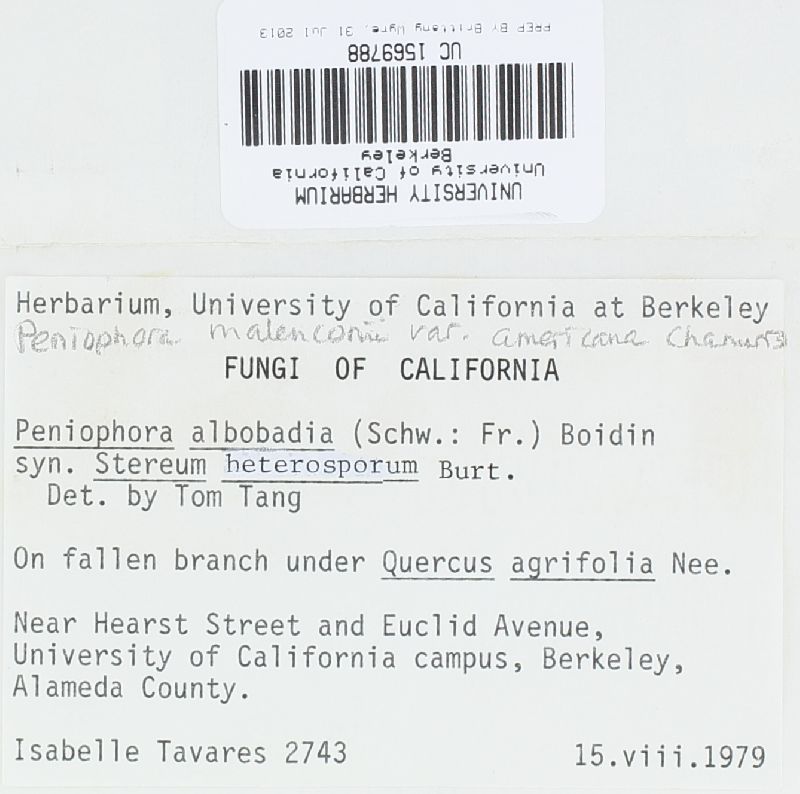 UNIVERSITY HERBARIUM
University of California
Berkeley
UC 1569788
PREP BY Brittany Wyre, 31 Jul 2013
Herbarium, University of California at Berkeley
Peniophora malenconii var. americana
FUNGI OF CALIFORNIA
Peniophora albobadia (Schw.: Fr.) Boidin
syn. Stereum heterosporum Burt.
Det. by Tom Tang
On fallen branch under Quercus agrifolia Nee.
Near Hearst Street and Euclid Avenue,
University of California campus, Berkeley,
Alameda County.
Isabelle Tavares 2743 15.viii.1979